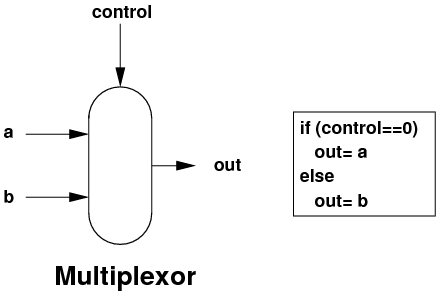 control
a
b
out
Multiplexor
if (control==0)
out= a
else
out= b